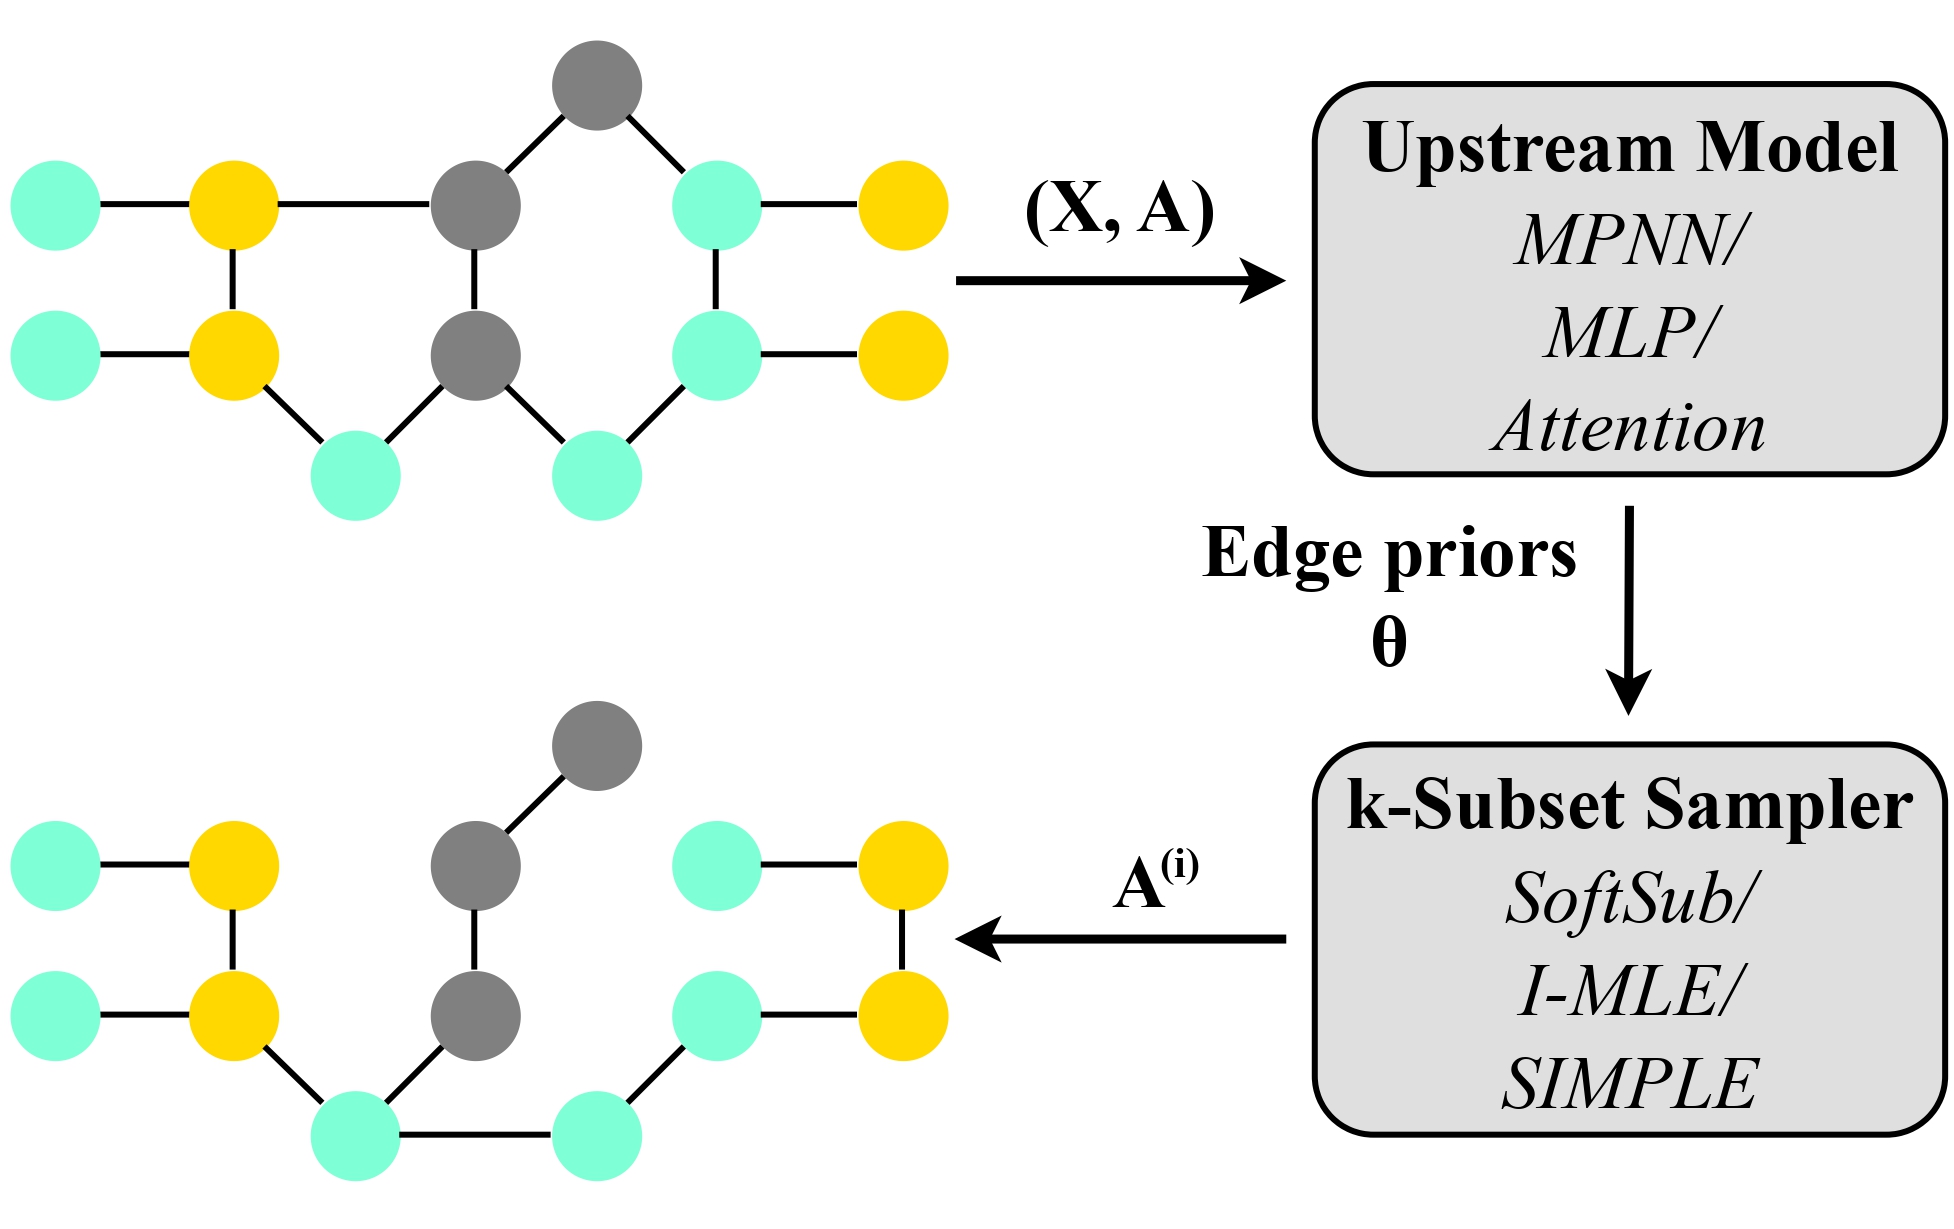 (X, A)
Upstream Model
MPNN/
MLP/
Attention
Edge priors
θ
k-Subset Sampler
SoftSub/
I-MLE/
SIMPLE
A(i)